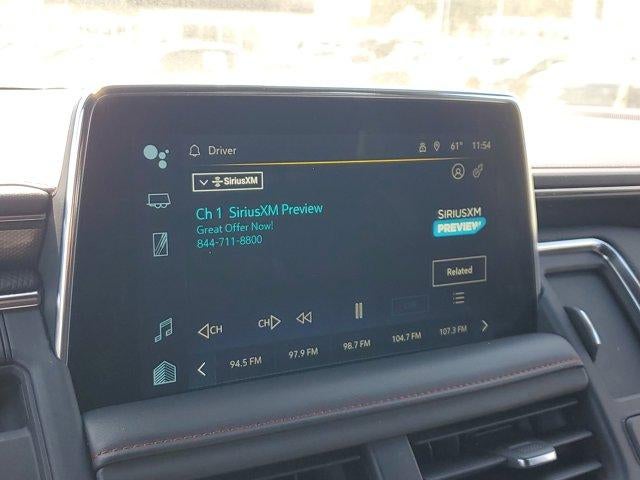 Driver
61° 11:54
SiriusXM
Ch 1 SiriusXM Preview
Great Offer Now!
844-711-8800
SIRIUSXM
PREVIEW
Related
CH
CH
94.5 FM 97.9 FM 98.7 FM 104.7 FM 107.3 FM